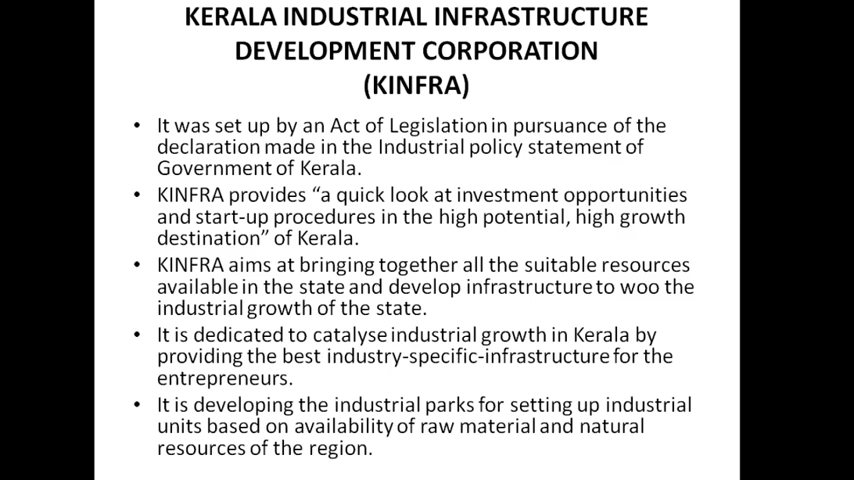 KERALA INDUSTRIAL INFRASTRUCTURE
DEVELOPMENT CORPORATION
(KINFRA)
• It was set up by an Act of Legislation in pursuance of the
declaration made in the Industrial policy statement of
Government of Kerala.
• KINFRA provides “a quick look at investment opportunities
and start-up procedures in the high potential, high growth
destination” of Kerala.
• KINFRA aims at bringing together all the suitable resources
available in the state and develop infrastructure to woo the
industrial growth of the state.
• It is dedicated to catalyse industrial growth in Kerala by
providing the best industry-specific-infrastructure for the
entrepreneurs.
• It is developing the industrial parks for setting up industrial
units based on availability of raw material and natural
resources of the region.